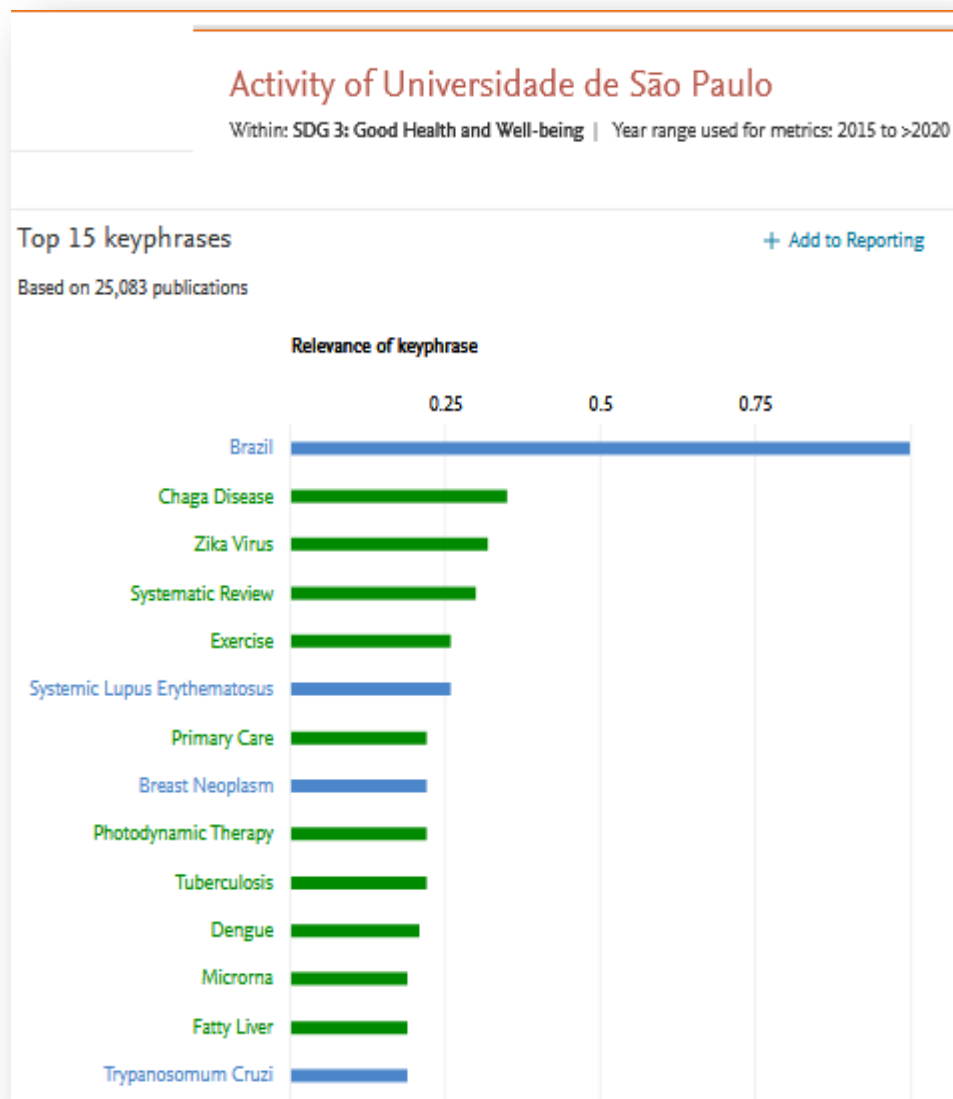 Activity of Universidade de São Paulo
Within: SDG 3: Good Health and Well-being | Year range used for metrics: 2015 to >2020
Top 15 keyphrases
+ Add to Reporting
Based on 25,083 publications
Relevance of keyphrase
0.25 0.5 0.75
Brazil
Chaga Disease
Zika Virus
Systematic Review
Exercise
Systemic Lupus Erythematosus
Primary Care
Breast Neoplasm
Photodynamic Therapy
Tuberculosis
Dengue
Microrna
Fatty Liver
Trypanosomum Cruzi